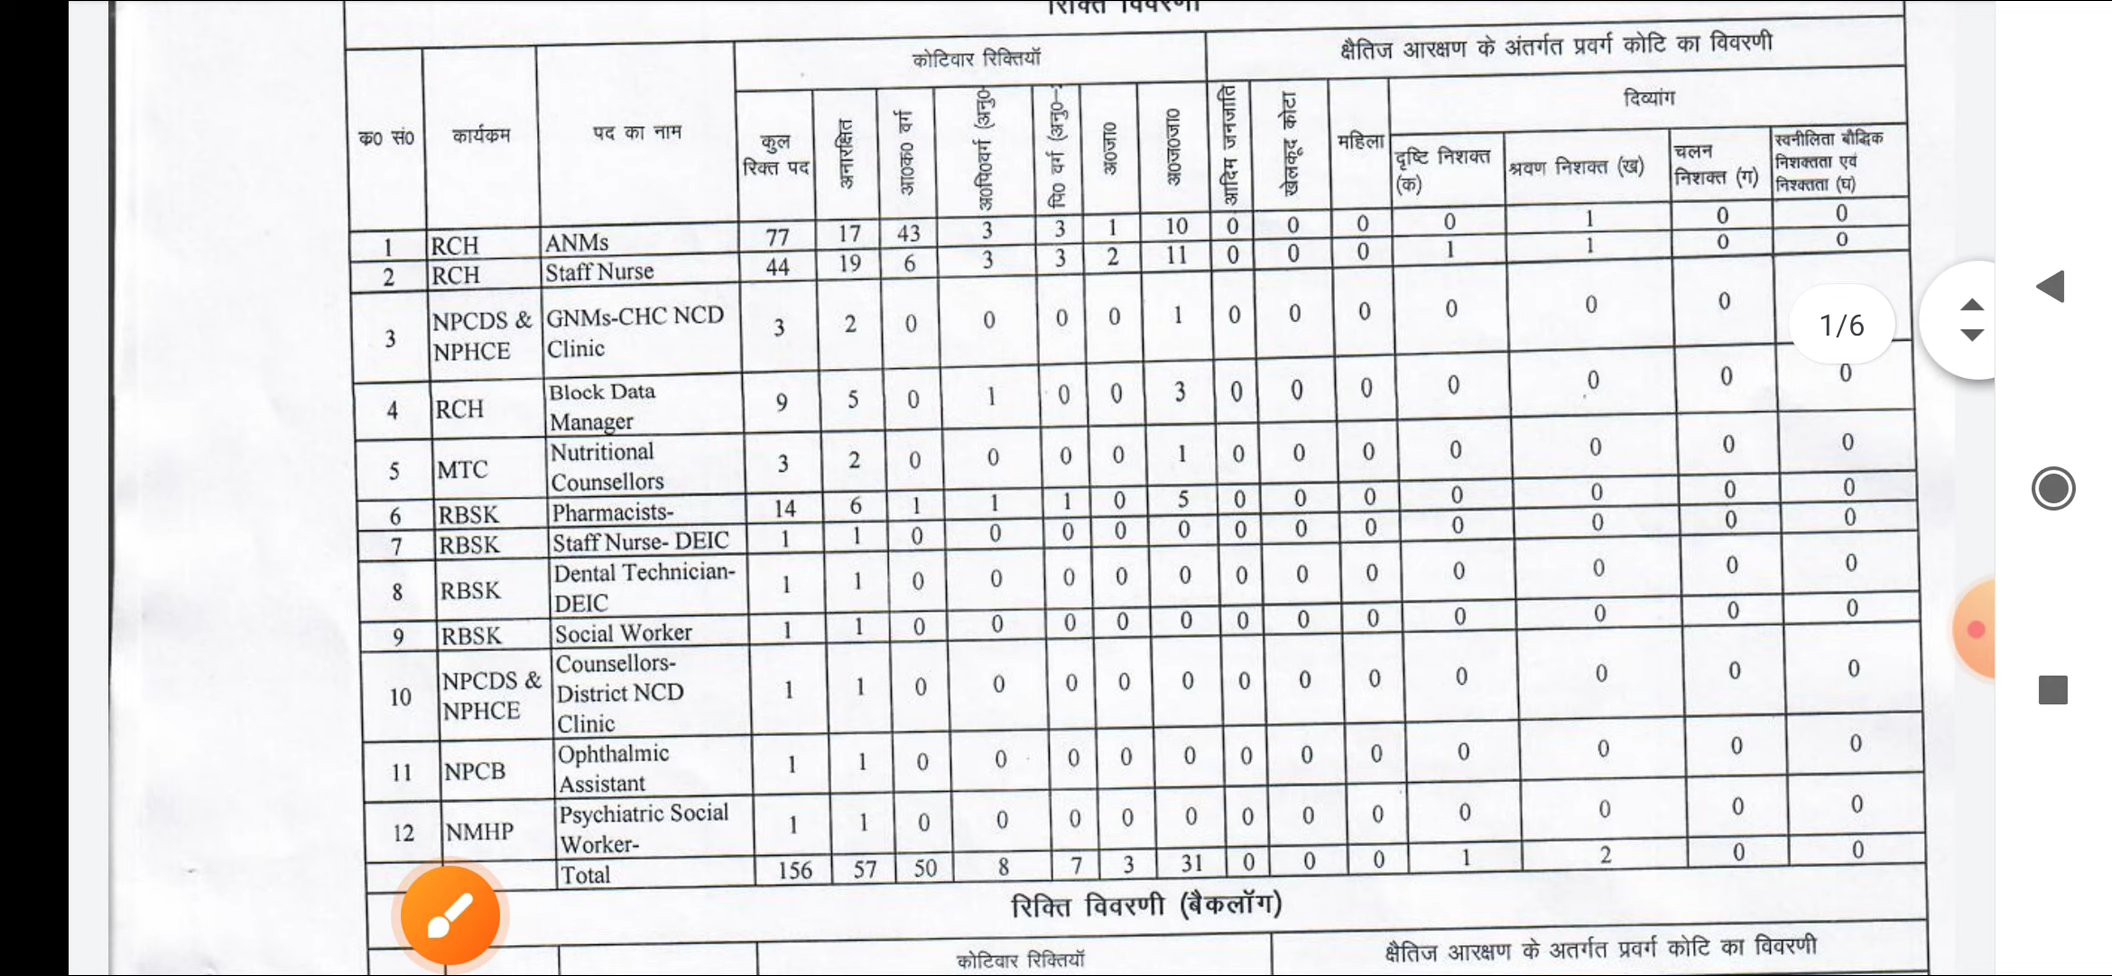 रिक्ति विवरणी
कोटिवार रिक्तियॉ
क्षैतिज आरक्षण के अंतर्गत प्रवर्ग कोटि का विवरणी
क0 सं0
कार्यक्रम
पद का नाम
कुल रिक्त पद
अनारक्षित
आ0क0 वर्ग
अ0पि0वर्ग (अनु0-
पि0 वर्ग (अनु0-
अ0जा0
अ0ज0जा0
आदिम जनजाति
खेलकूद कोटा
महिला
दिव्यांग
दृष्टि निशक्त (क)
श्रवण निशक्त (ख)
चलन निशक्त (ग)
स्वनीलिता बौद्धिक निशक्तता एवं निश्क्तता (घ)
1 RCH ANMs 77 17 43 3 3 1 10 0 0 0 0 1 0 0
2 RCH Staff Nurse 44 19 6 3 3 2 11 0 0 0 1 1 0 0
3 NPCDS & NPHCE GNMs-CHC NCD Clinic 3 2 0 0 0 0 1 0 0 0 0 0 0
1/6
4 RCH Block Data Manager 9 5 0 1 0 0 3 0 0 0 0 0 0 0
5 MTC Nutritional Counsellors 3 2 0 0 0 0 1 0 0 0 0 0 0 0
6 RBSK Pharmacists- 14 6 1 1 1 0 5 0 0 0 0 0 0 0
7 RBSK Staff Nurse- DEIC 1 1 0 0 0 0 0 0 0 0 0 0 0 0
8 RBSK Dental Technician- DEIC 1 1 0 0 0 0 0 0 0 0 0 0 0 0
9 RBSK Social Worker 1 1 0 0 0 0 0 0 0 0 0 0 0 0
10 NPCDS & NPHCE Counsellors- District NCD Clinic 1 1 0 0 0 0 0 0 0 0 0 0 0 0
11 NPCB Ophthalmic Assistant 1 1 0 0 0 0 0 0 0 0 0 0 0 0
12 NMHP Psychiatric Social Worker- 1 1 0 0 0 0 0 0 0 0 0 0 0 0
Total 156 57 50 8 7 3 31 0 0 0 1 2 0 0
रिक्ति विवरणी (बैकलॉग)
कोटिवार रिक्तियॉ
क्षैतिज आरक्षण के अतर्गत प्रवर्ग कोटि का विवरणी